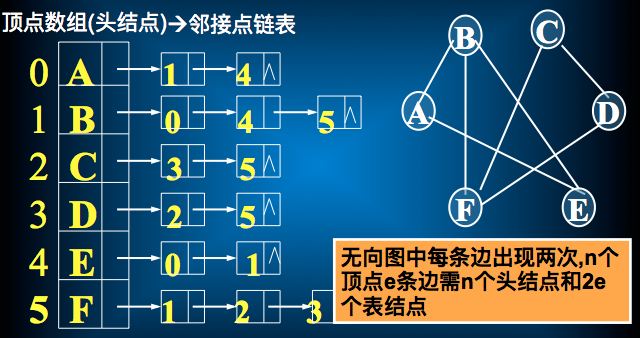 顶点数组(头结点)→邻接点链表
0 A 1 4 ∧
1 B 0 4 5 ∧
2 C 3 5 ∧
3 D 2 5 ∧
4 E 0 1 ∧
5 F 1 2 3
B C
A D
F E
无向图中每条边出现两次,n个
顶点e条边需n个头结点和2e
个表结点